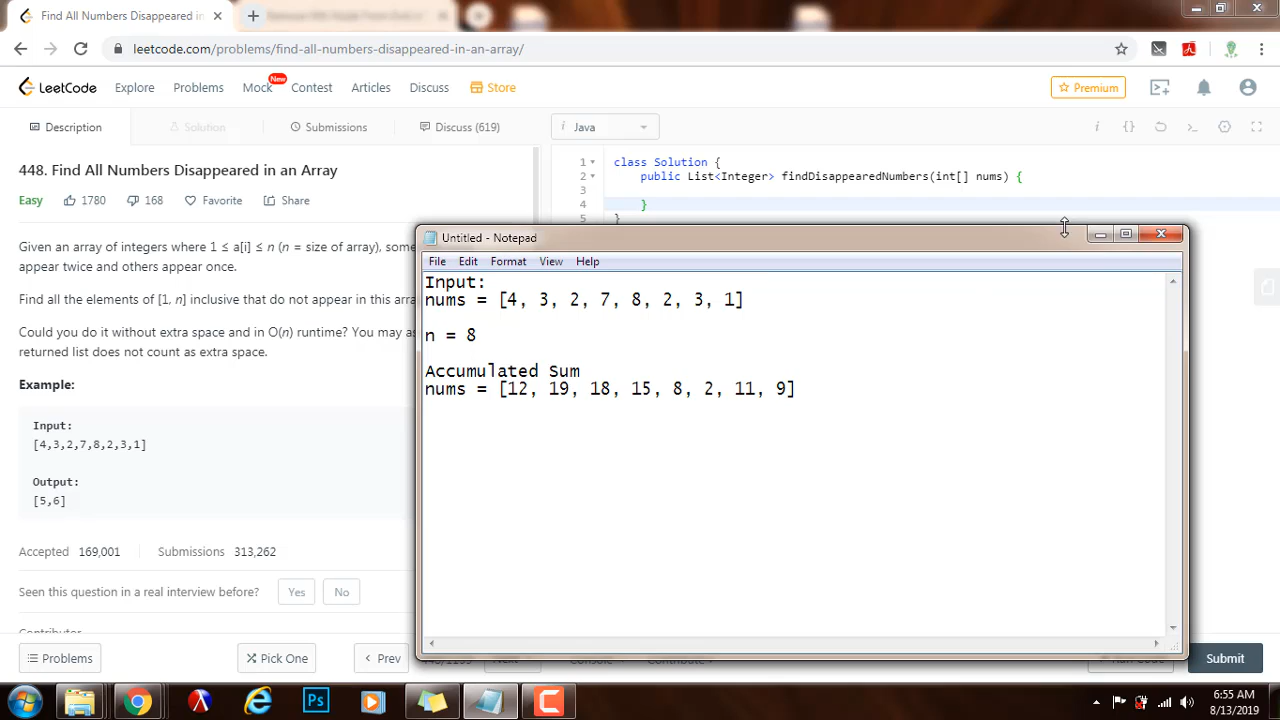 Find All Numbers Disappeared in
leetcode.com/problems/find-all-numbers-disappeared-in-an-array/
LeetCode
Explore
Problems
Mock
New
Contest
Articles
Discuss
Store
Premium
Description
Solution
Submissions
Discuss (619)
i Java
448. Find All Numbers Disappeared in an Array
Easy
1780
168
Favorite
Share
Given an array of integers where 1 ≤ a[i] ≤ n (n = size of array), some
appear twice and others appear once.
Find all the elements of [1, n] inclusive that do not appear in this arra
Could you do it without extra space and in O(n) runtime? You may as
returned list does not count as extra space.
Example:
Input:
[4,3,2,7,8,2,3,1]
Output:
[5,6]
Accepted 169,001
Submissions 313,262
Seen this question in a real interview before?
Yes
No
Contributor
Problems
Pick One
Prev
Next
Console
Contribute
Submit
1 class Solution {
2 public List<Integer> findDisappearedNumbers(int[] nums) {
3
4 }
5 }
Untitled - Notepad
File Edit Format View Help
Input:
nums = [4, 3, 2, 7, 8, 2, 3, 1]
n = 8
Accumulated Sum
nums = [12, 19, 18, 15, 8, 2, 11, 9]
Ps
6:55 AM
8/13/2019